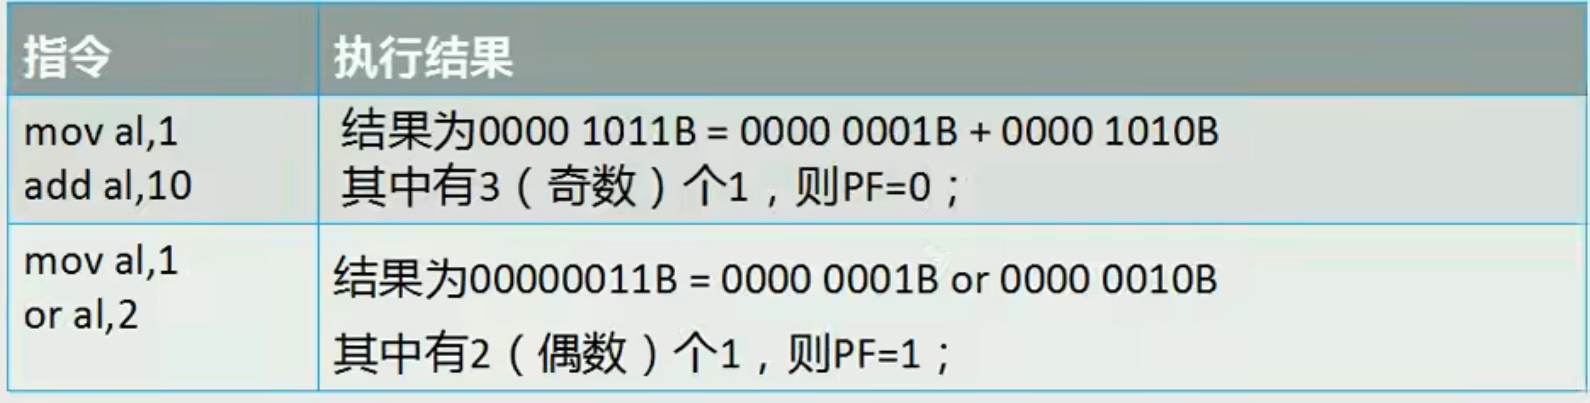 指令 执行结果
mov al,1
add al,10
结果为0000 1011B = 0000 0001B + 0000 1010B
其中有3（奇数）个1，则PF=0；
mov al,1
or al,2
结果为00000011B = 0000 0001B or 0000 0010B
其中有2（偶数）个1，则PF=1；